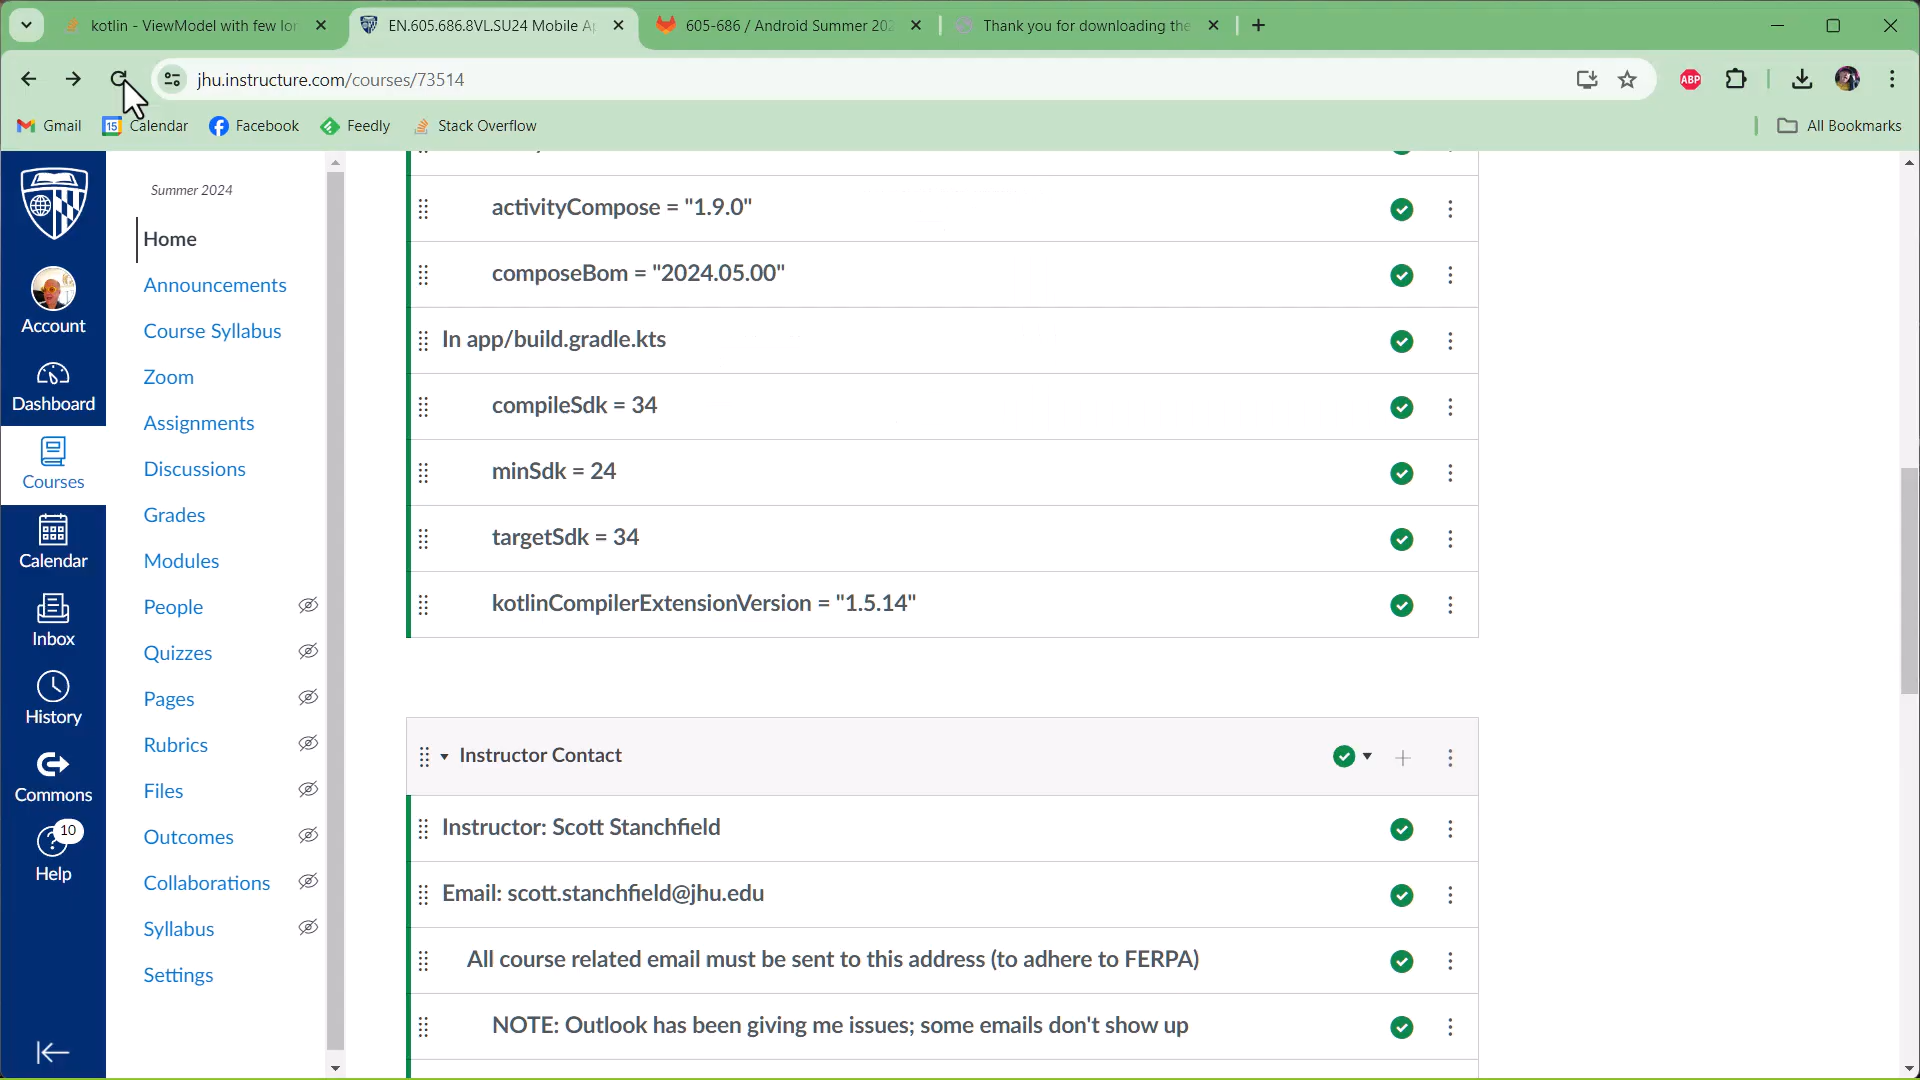 kotlin - ViewModel with few lon
EN.605.686.8VL.SU24 Mobile Ap
605-686 / Android Summer 202
Thank you for downloading the
jhu.instructure.com/courses/73514
ABP
Gmail
15
Calendar
Facebook
Feedly
Stack Overflow
All Bookmarks
Account
Dashboard
Courses
Calendar
Inbox
History
Commons
10
Help
Summer 2024
Home
Announcements
Course Syllabus
Zoom
Assignments
Discussions
Grades
Modules
People
Quizzes
Pages
Rubrics
Files
Outcomes
Collaborations
Syllabus
Settings
activityCompose = "1.9.0"
composeBom = "2024.05.00"
In app/build.gradle.kts
compileSdk = 34
minSdk = 24
targetSdk = 34
kotlinCompilerExtensionVersion = "1.5.14"
Instructor Contact
Instructor: Scott Stanchfield
Email: scott.stanchfield@jhu.edu
All course related email must be sent to this address (to adhere to FERPA)
NOTE: Outlook has been giving me issues; some emails don't show up